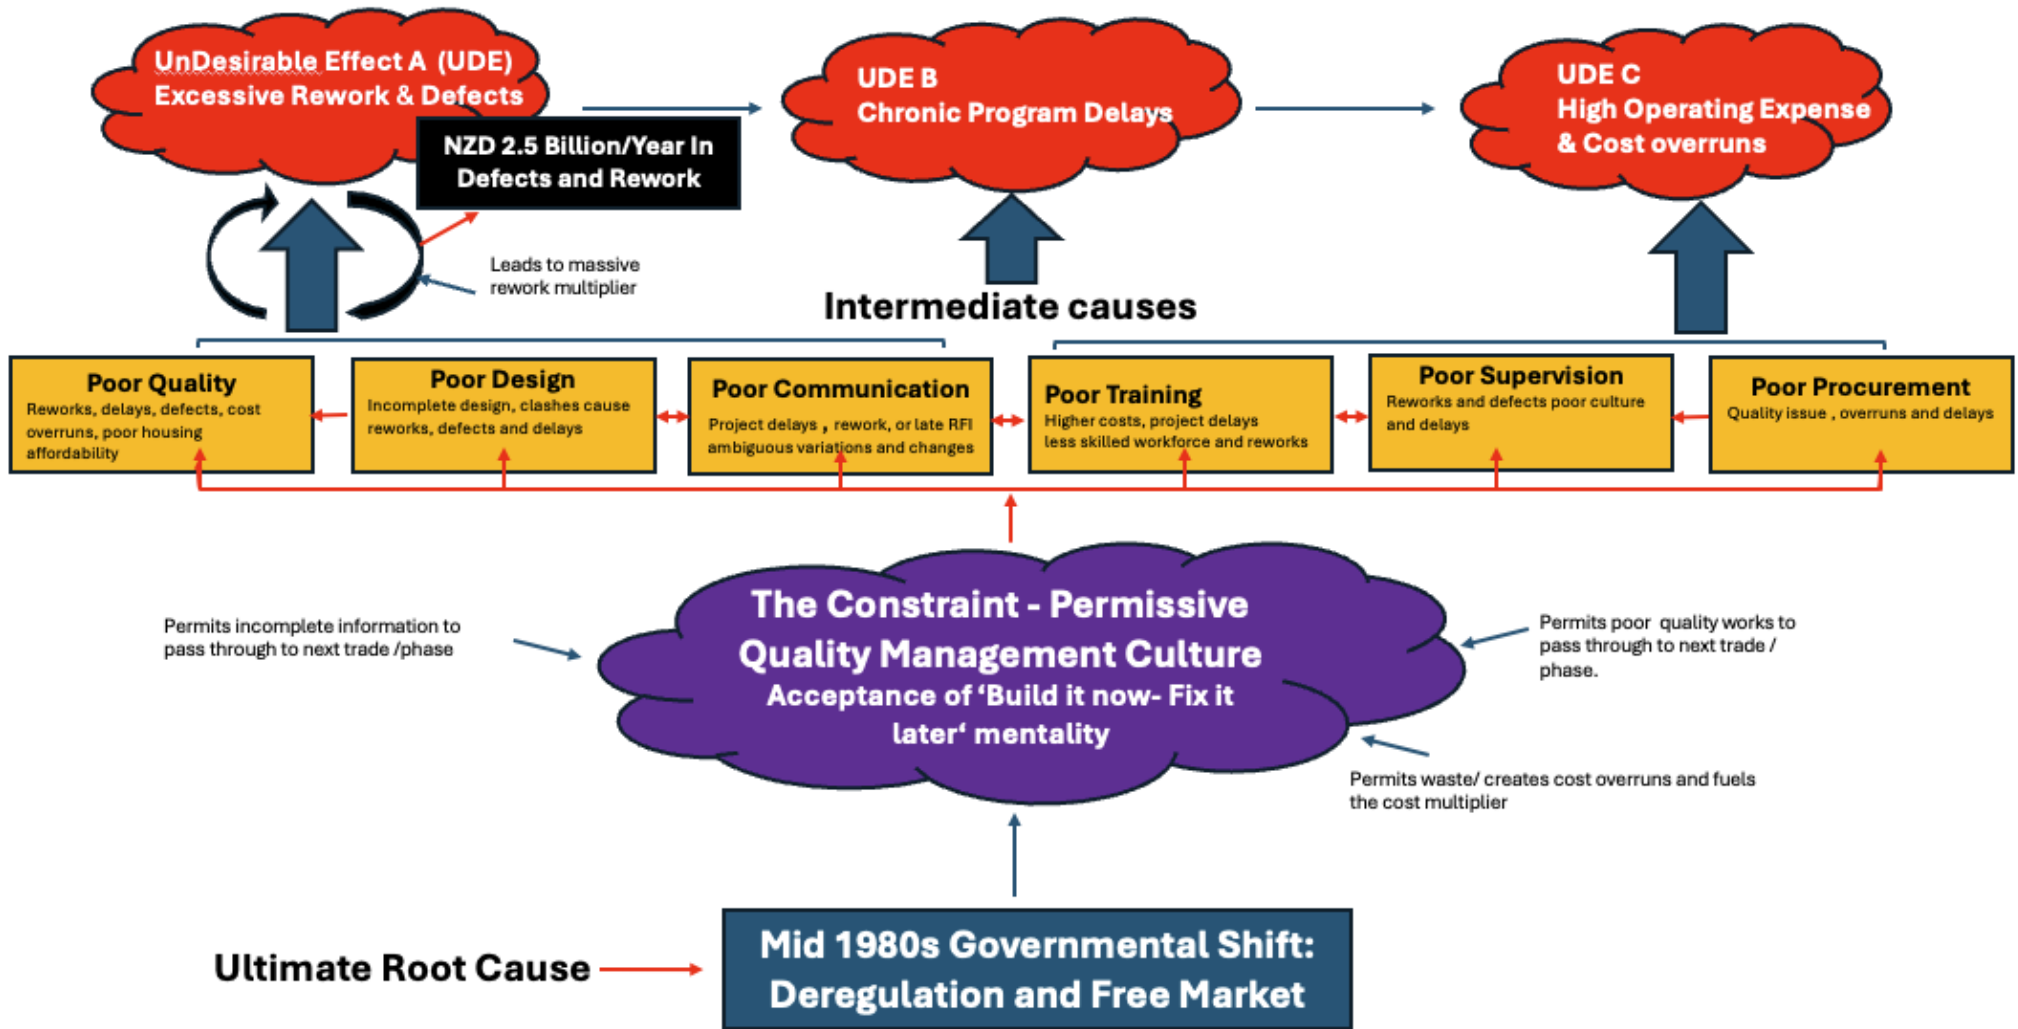 UnDesirable Effect A (UDE)
Excessive Rework & Defects
NZD 2.5 Billion/Year In
Defects and Rework
UDE B
Chronic Program Delays
UDE C
High Operating Expense
& Cost overruns
Leads to massive
rework multiplier
Intermediate causes
Poor Quality
Reworks, delays, defects, cost
overruns, poor housing
affordability
Poor Design
Incomplete design, clashes cause
reworks, defects and delays
Poor Communication
Project delays , rework, or late RFI
ambiguous variations and changes
Poor Training
Higher costs, project delays
less skilled workforce and reworks
Poor Supervision
Reworks and defects poor culture
and delays
Poor Procurement
Quality issue , overruns and delays
The Constraint - Permissive
Quality Management Culture
Acceptance of ‘Build it now- Fix it
later‘ mentality
Permits incomplete information to
pass through to next trade /phase
Permits poor quality works to
pass through to next trade /
phase.
Permits waste/ creates cost overruns and fuels
the cost multiplier
Ultimate Root Cause
Mid 1980s Governmental Shift:
Deregulation and Free Market